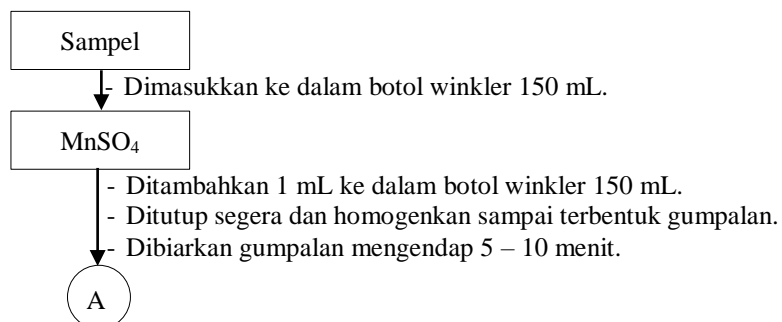 Sampel
- Dimasukkan ke dalam botol winkler 150 mL.
MnSO₄
- Ditambahkan 1 mL ke dalam botol winkler 150 mL.
- Ditutup segera dan homogenkan sampai terbentuk gumpalan.
- Dibiarkan gumpalan mengendap 5 – 10 menit.
A